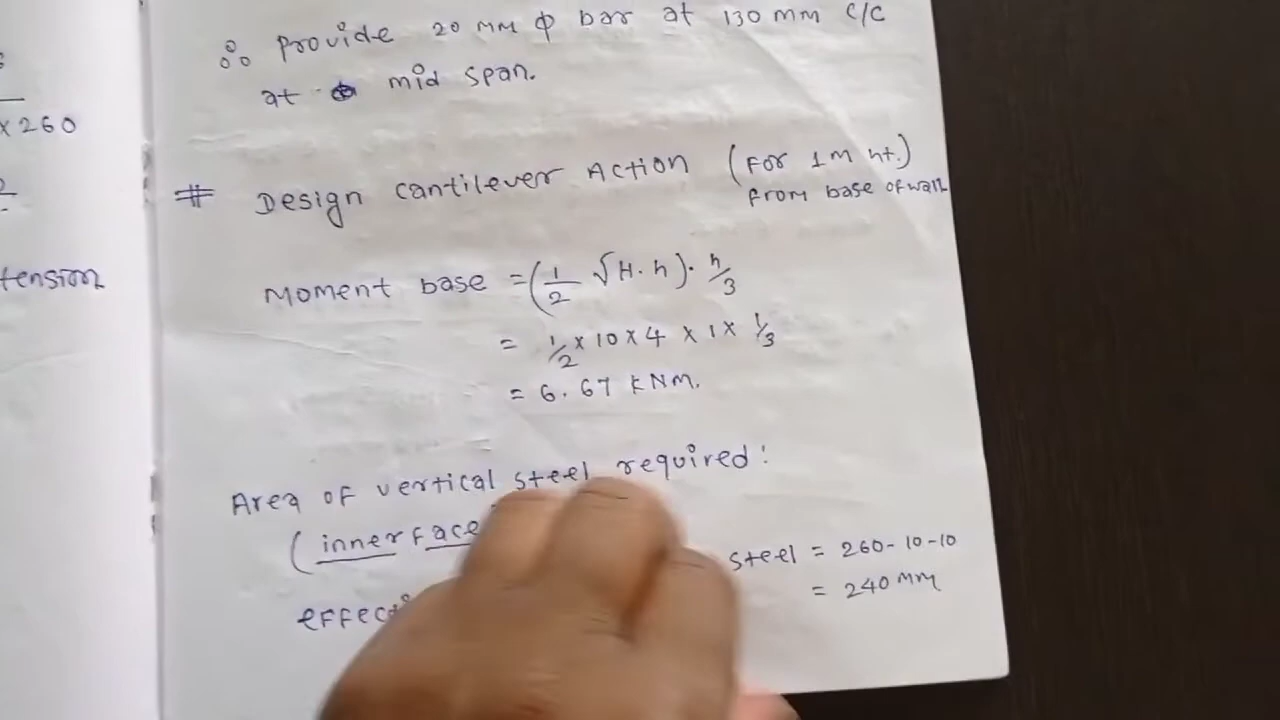 × 260
tension
∴ Provide 20 mm ϕ bar at 130 mm c/c
at mid span.
# Design cantilever Action (For 1m ht.)
From base of wall
Moment base = (1/2 √H.h). h/3
= 1/2 × 10 × 4 × 1 × 1/3
= 6.67 kNm.
Area of vertical steel required:
(inner face
steel = 260-10-10
= 240 mm